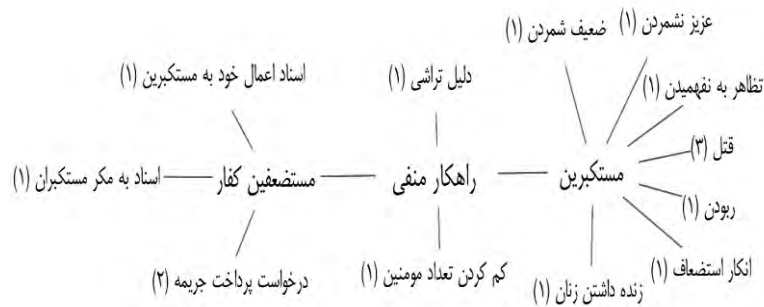 عزیز نشمردن (۱)
ضعیف شمردن (۱)
تظاهر به نفهمیدن (۱)
قتل (۳)
ربودن (۱)
انکار استضعاف (۱)
زنده داشتن زنان (۱)
مستکبرین
راهکار منفی
دلیل تراشی (۱)
کم کردن تعداد مومنین (۱)
مستضعفین کفار
اسناد اعمال خود به مستکبرین (۱)
اسناد به مکر مستکبران (۱)
درخواست پرداخت جریمه (۲)